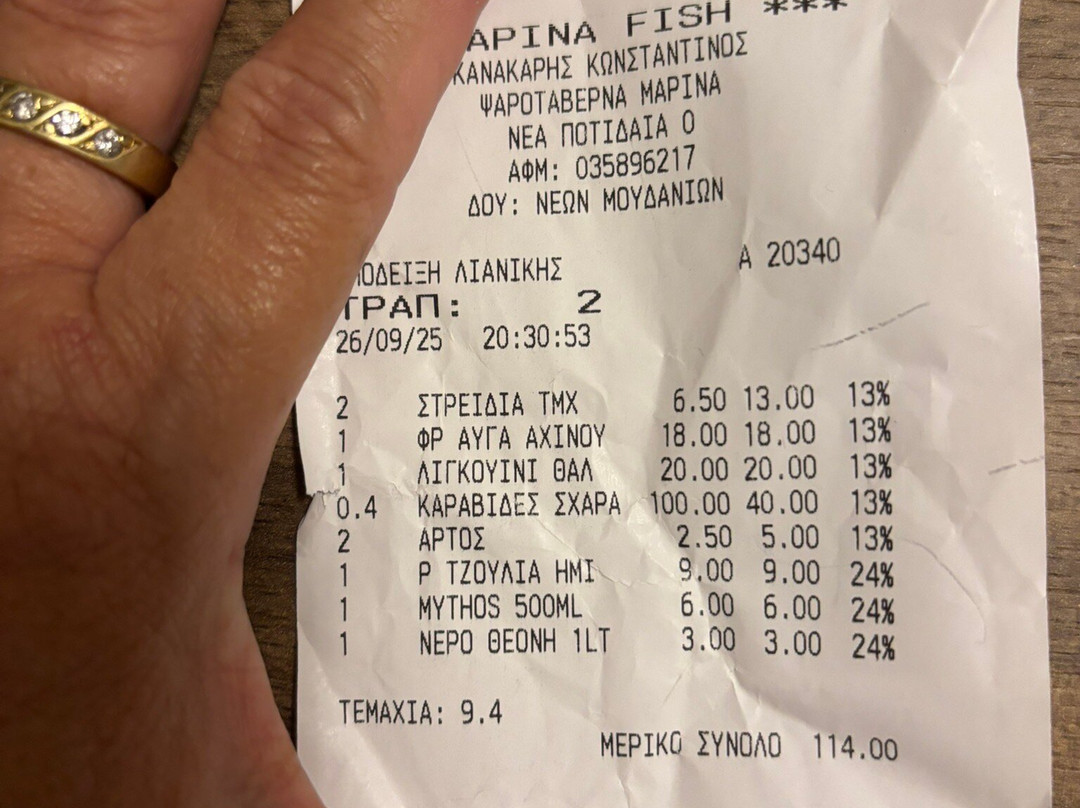 ΑΡΙΝΑ FISH ***
ΚΑΝΑΚΑΡΗΣ ΚΩΝΣΤΑΝΤΙΝΟΣ
ΨΑΡΟΤΑΒΕΡΝΑ ΜΑΡΙΝΑ
ΝΕΑ ΠΟΤΙΔΑΙΑ 0
ΑΦΜ: 035896217
ΔΟΥ: ΝΕΩΝ ΜΟΥΔΑΝΙΩΝ
ΠΟΔΕΙΞΗ ΛΙΑΝΙΚΗΣ Α 20340
ΤΡΑΠ: 2
26/09/25 20:30:53
2 ΣΤΡΕΙΔΙΑ ΤΜΧ 6.50 13.00 13%
1 ΦΡ ΑΥΓΑ ΑΧΙΝΟΥ 18.00 18.00 13%
1 ΛΙΓΚΟΥΙΝΙ ΘΑΛ 20.00 20.00 13%
0.4 ΚΑΡΑΒΙΔΕΣ ΣΧΑΡΑ 100.00 40.00 13%
2 ΑΡΤΟΣ 2.50 5.00 13%
1 Ρ ΤΖΟΥΛΙΑ ΗΜΙ 9.00 9.00 24%
1 MYTHOS 500ML 6.00 6.00 24%
1 ΝΕΡΟ ΘΕΟΝΗ 1LT 3.00 3.00 24%
ΤΕΜΑΧΙΑ: 9.4
ΜΕΡΙΚΟ ΣΥΝΟΛΟ 114.00